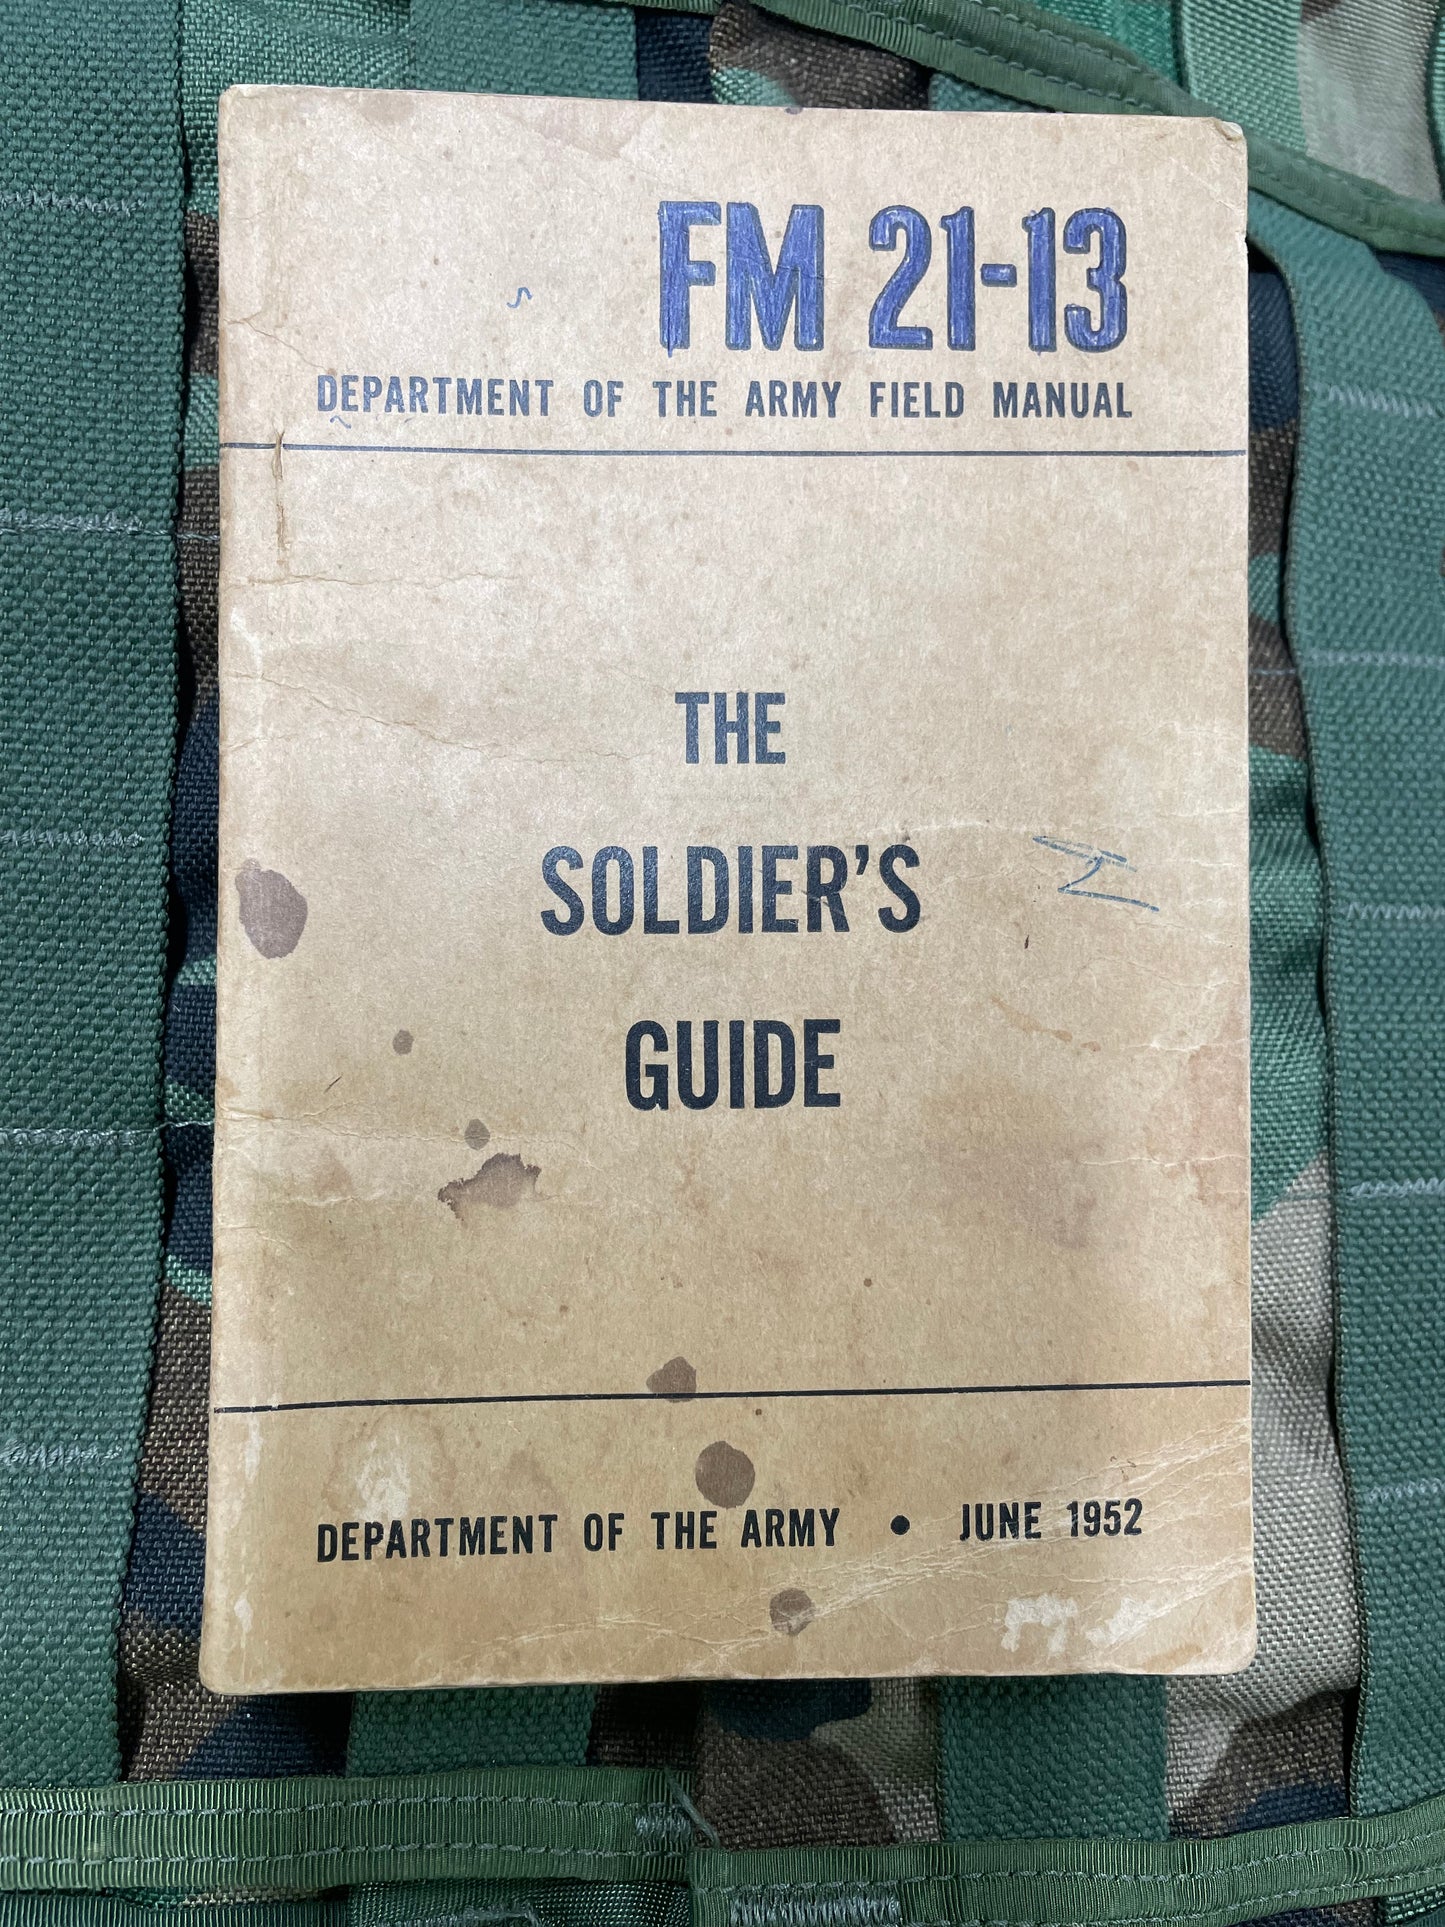 FM 21-13
DEPARTMENT OF THE ARMY FIELD MANUAL
THE
SOLDIER'S
GUIDE
DEPARTMENT OF THE ARMY • JUNE 1952